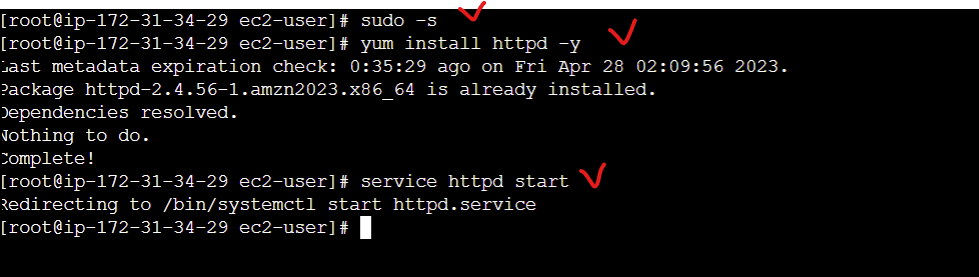 [root@ip-172-31-34-29 ec2-user]# sudo -s
[root@ip-172-31-34-29 ec2-user]# yum install httpd -y
Last metadata expiration check: 0:35:29 ago on Fri Apr 28 02:09:56 2023.
Package httpd-2.4.56-1.amzn2023.x86_64 is already installed.
Dependencies resolved.
Nothing to do.
Complete!
[root@ip-172-31-34-29 ec2-user]# service httpd start
Redirecting to /bin/systemctl start httpd.service
[root@ip-172-31-34-29 ec2-user]#